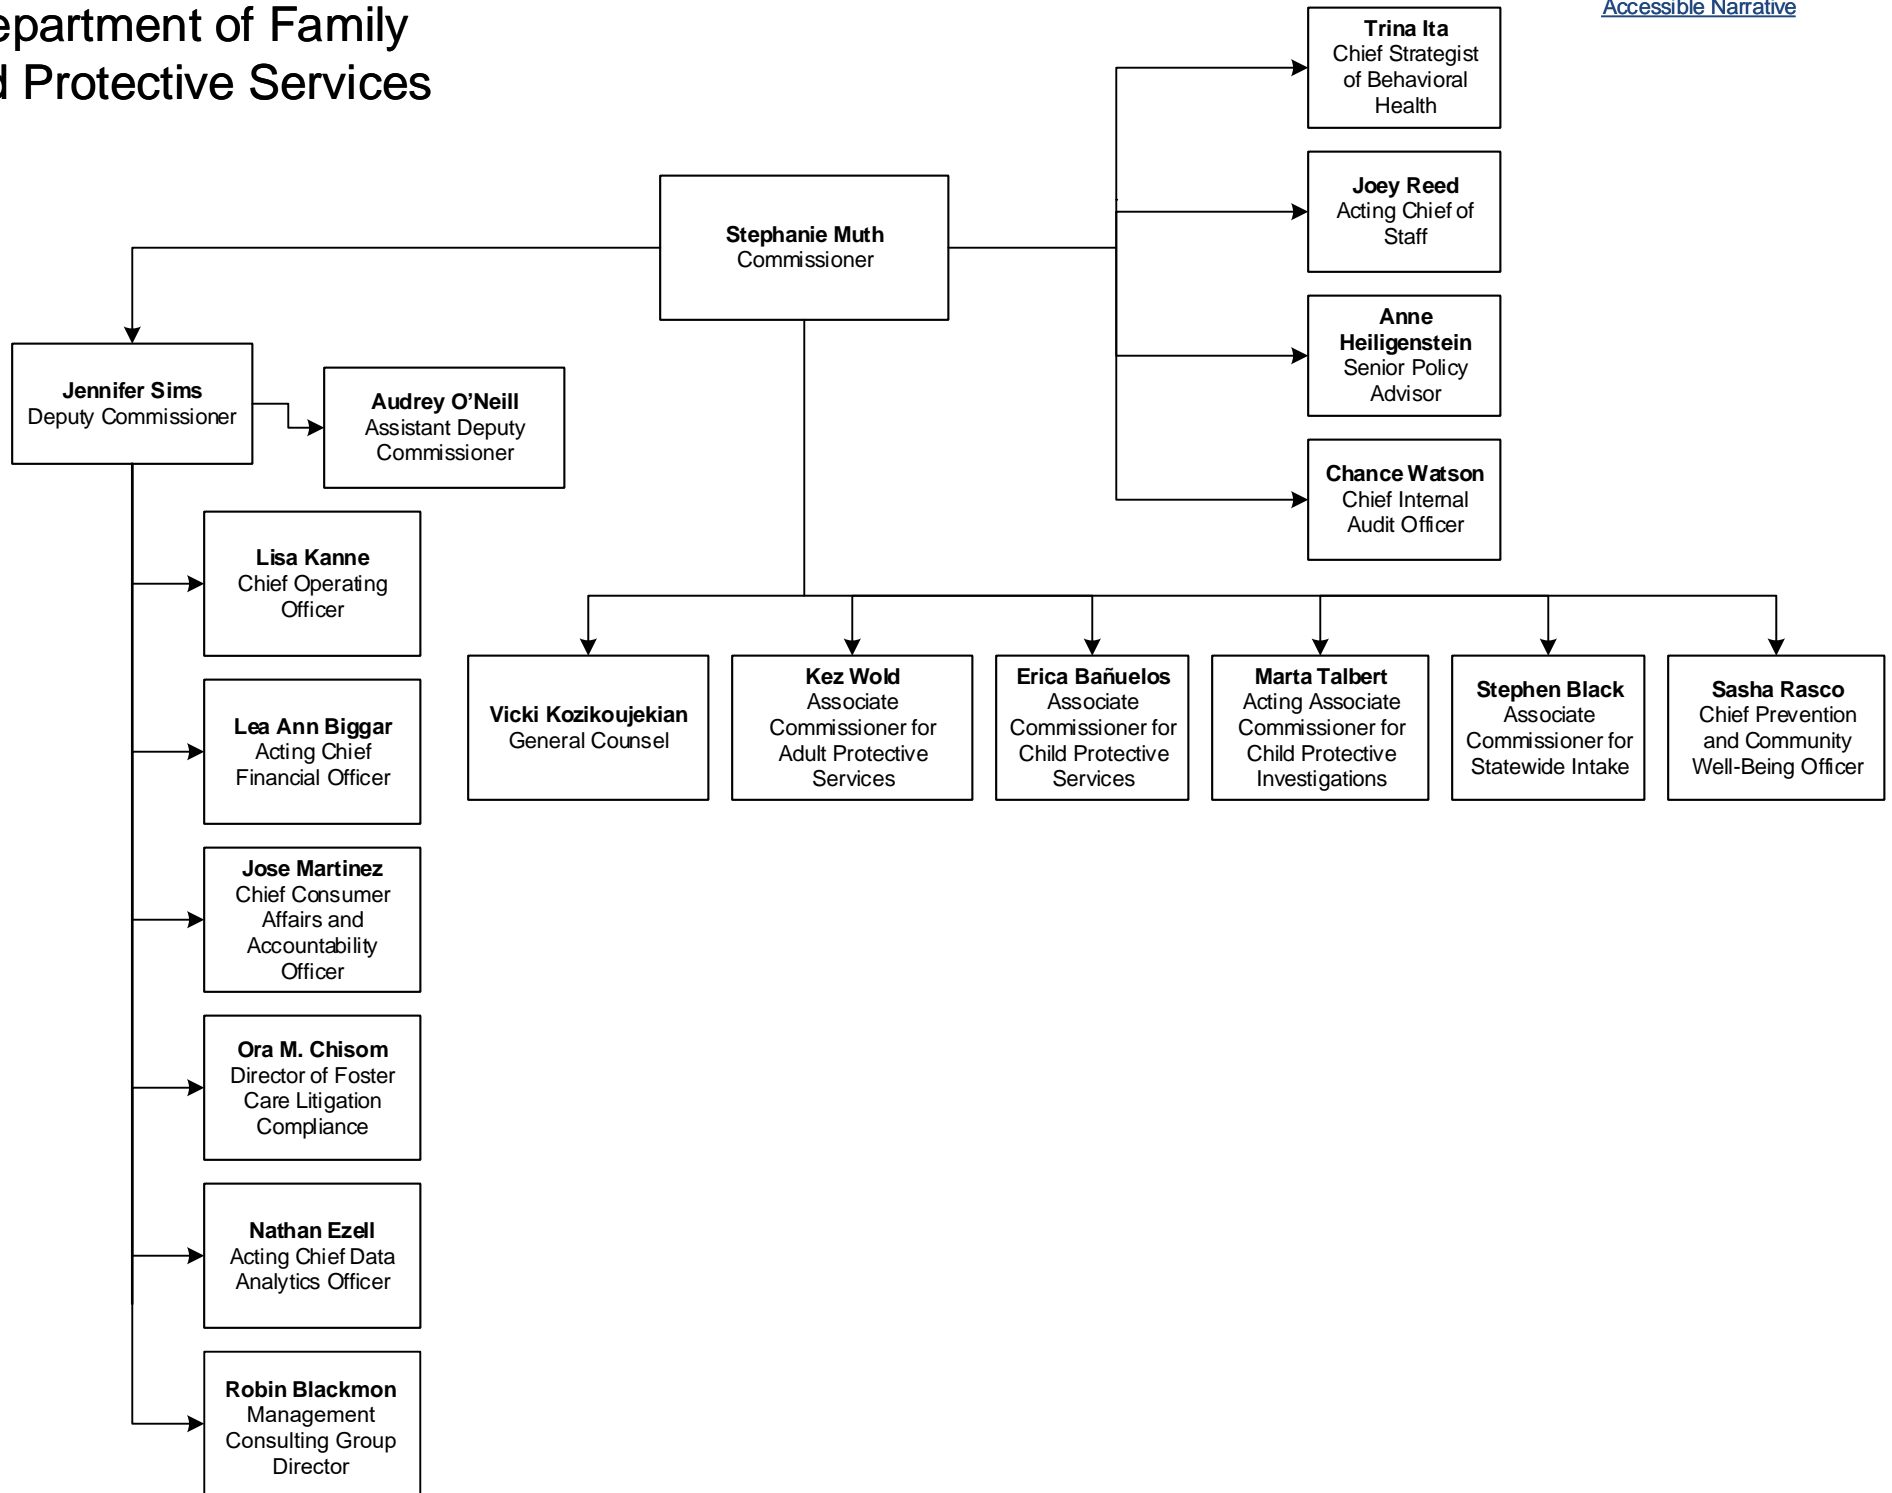 epartment of Family
d Protective Services
Accessible Narrative
Trina Ita
Chief Strategist
of Behavioral
Health
Joey Reed
Acting Chief of
Staff
Stephanie Muth
Commissioner
Anne
Heiligenstein
Senior Policy
Advisor
Jennifer Sims
Deputy Commissioner
Audrey O’Neill
Assistant Deputy
Commissioner
Chance Watson
Chief Internal
Audit Officer
Lisa Kanne
Chief Operating
Officer
Vicki Kozikoujekian
General Counsel
Kez Wold
Associate
Commissioner for
Adult Protective
Services
Erica Bañuelos
Associate
Commissioner for
Child Protective
Services
Marta Talbert
Acting Associate
Commissioner for
Child Protective
Investigations
Stephen Black
Associate
Commissioner for
Statewide Intake
Sasha Rasco
Chief Prevention
and Community
Well-Being Officer
Lea Ann Biggar
Acting Chief
Financial Officer
Jose Martinez
Chief Consumer
Affairs and
Accountability
Officer
Ora M. Chisom
Director of Foster
Care Litigation
Compliance
Nathan Ezell
Acting Chief Data
Analytics Officer
Robin Blackmon
Management
Consulting Group
Director